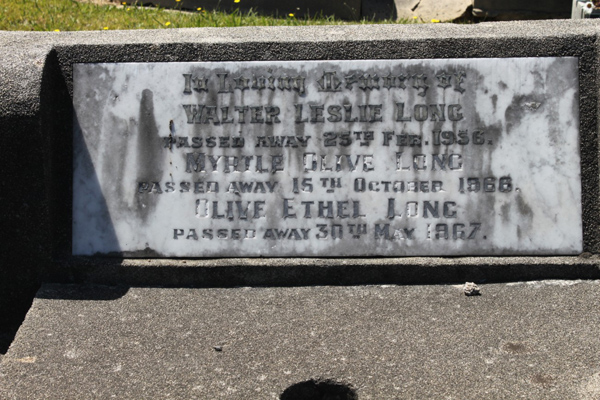 In Loving Memory of
WALTER LESLIE LONG
PASSED AWAY 25TH FEB. 1956.
MYRTLE OLIVE LONG
PASSED AWAY 15TH OCTOBER 1966.
OLIVE ETHEL LONG
PASSED AWAY 30TH MAY 1967.